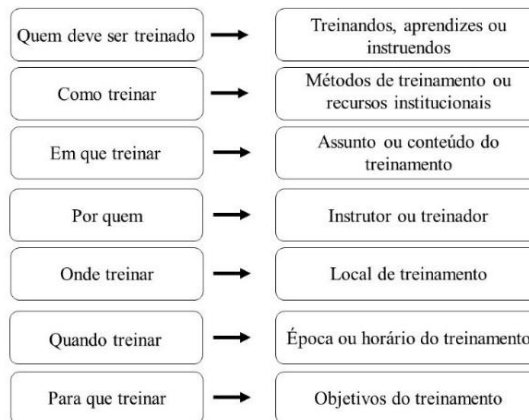 Quem deve ser treinado
Treinandos, aprendizes ou
instruendos
Como treinar
Métodos de treinamento ou
recursos institucionais
Em que treinar
Assunto ou conteúdo do
treinamento
Por quem
Instrutor ou treinador
Onde treinar
Local de treinamento
Quando treinar
Época ou horário do treinamento
Para que treinar
Objetivos do treinamento